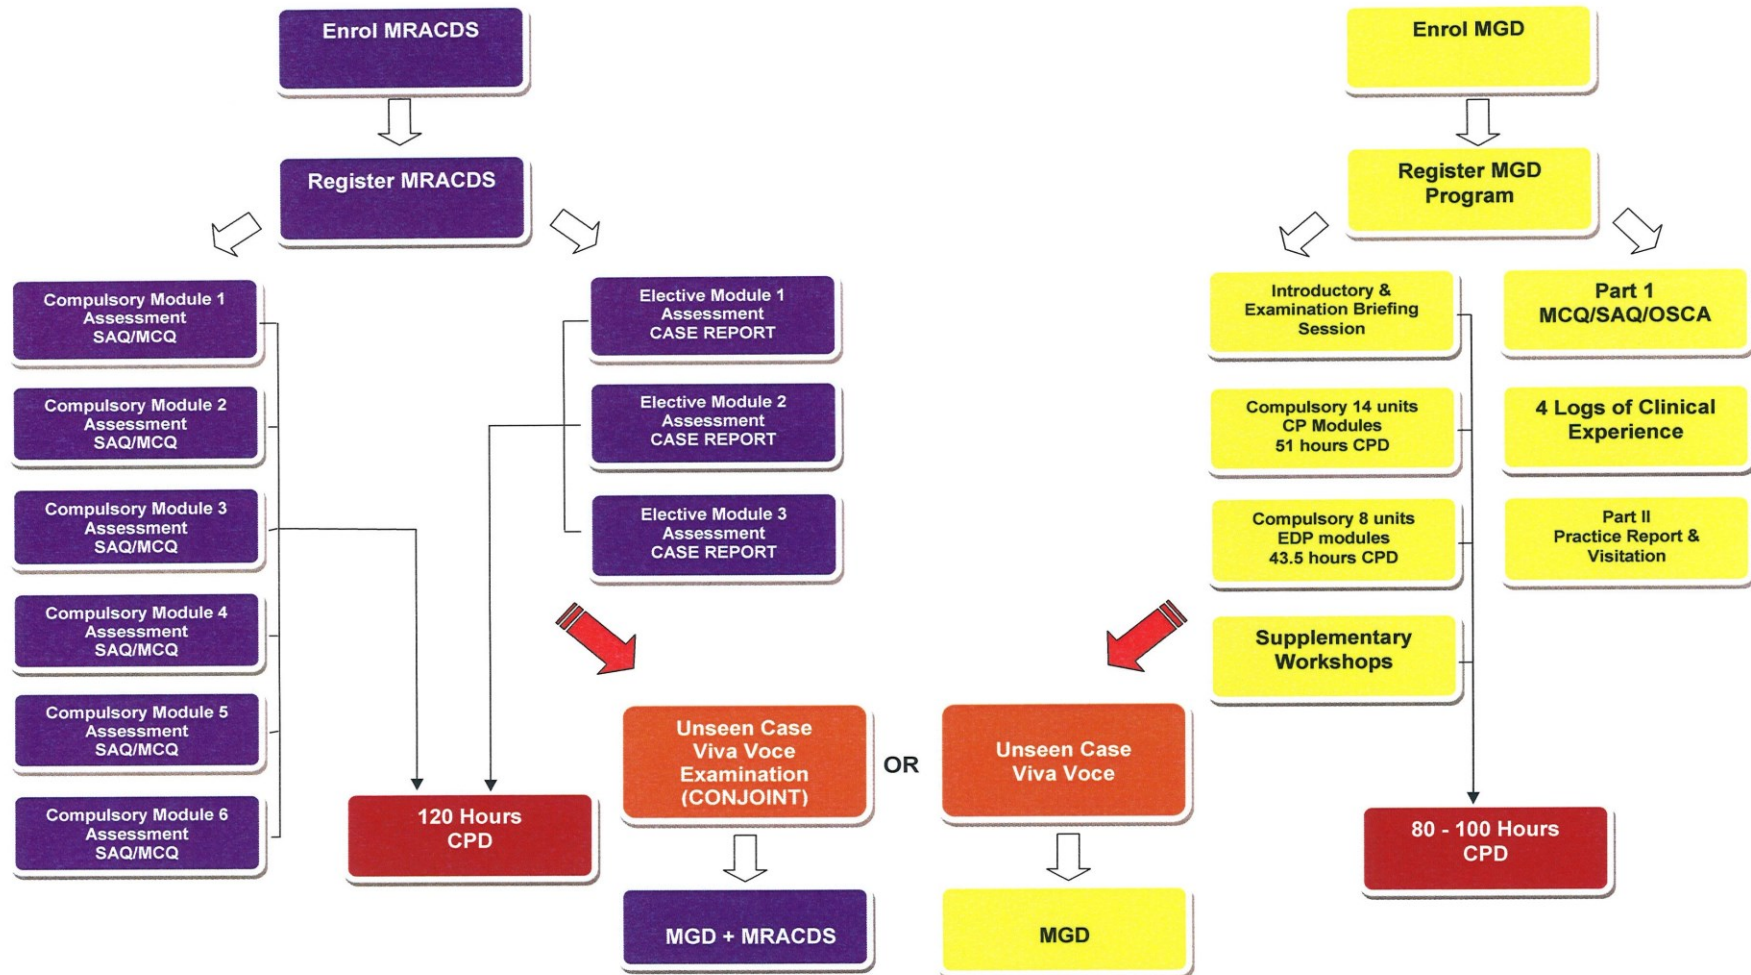 Enrol MRACDS
Register MRACDS
Compulsory Module 1
Assessment
SAQ/MCQ
Compulsory Module 2
Assessment
SAQ/MCQ
Compulsory Module 3
Assessment
SAQ/MCQ
Compulsory Module 4
Assessment
SAQ/MCQ
Compulsory Module 5
Assessment
SAQ/MCQ
Compulsory Module 6
Assessment
SAQ/MCQ
Elective Module 1
Assessment
CASE REPORT
Elective Module 2
Assessment
CASE REPORT
Elective Module 3
Assessment
CASE REPORT
120 Hours
CPD
Unseen Case
Viva Voce
Examination
(CONJOINT)
OR
Unseen Case
Viva Voce
MGD + MRACDS
MGD
Enrol MGD
Register MGD
Program
Introductory &
Examination Briefing
Session
Compulsory 14 units
CP Modules
51 hours CPD
Compulsory 8 units
EDP modules
43.5 hours CPD
Supplementary
Workshops
Part 1
MCQ/SAQ/OSCA
4 Logs of Clinical
Experience
Part II
Practice Report &
Visitation
80 - 100 Hours
CPD